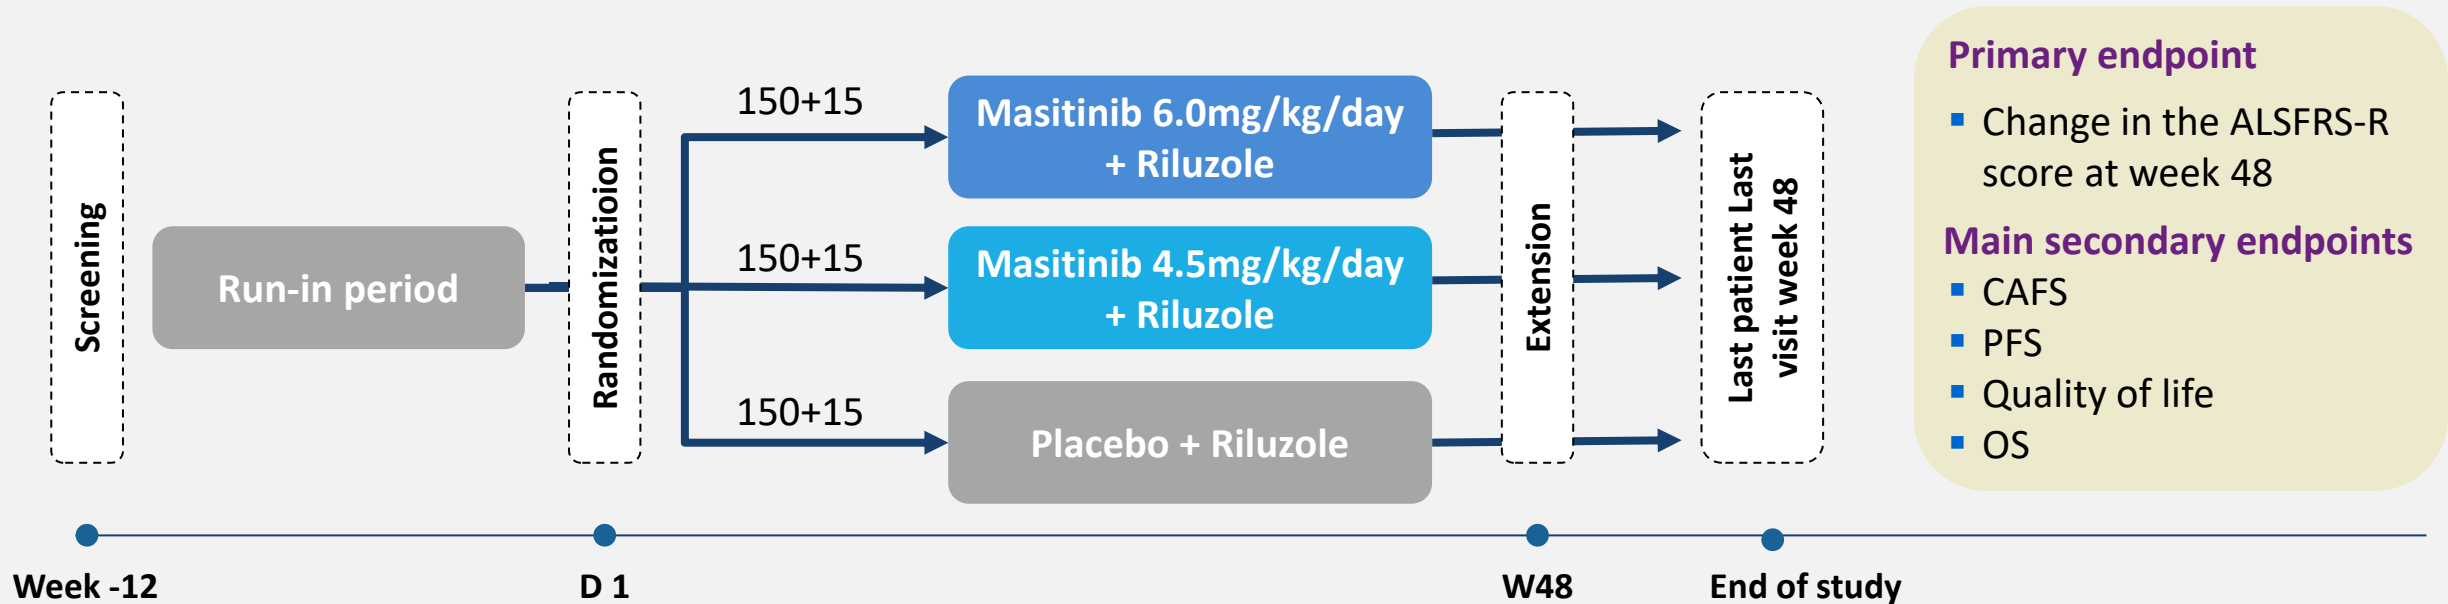 Screening
Run-in period
Randomizatioion
150+15
Masitinib 6.0mg/kg/day
+ Riluzole
150+15
Masitinib 4.5mg/kg/day
+ Riluzole
150+15
Placebo + Riluzole
Extension
Last patient Last
visit week 48
Primary endpoint
▪ Change in the ALSFRS-R
score at week 48
Main secondary endpoints
▪ CAFS
▪ PFS
▪ Quality of life
▪ OS
Week -12
D 1
W48
End of study